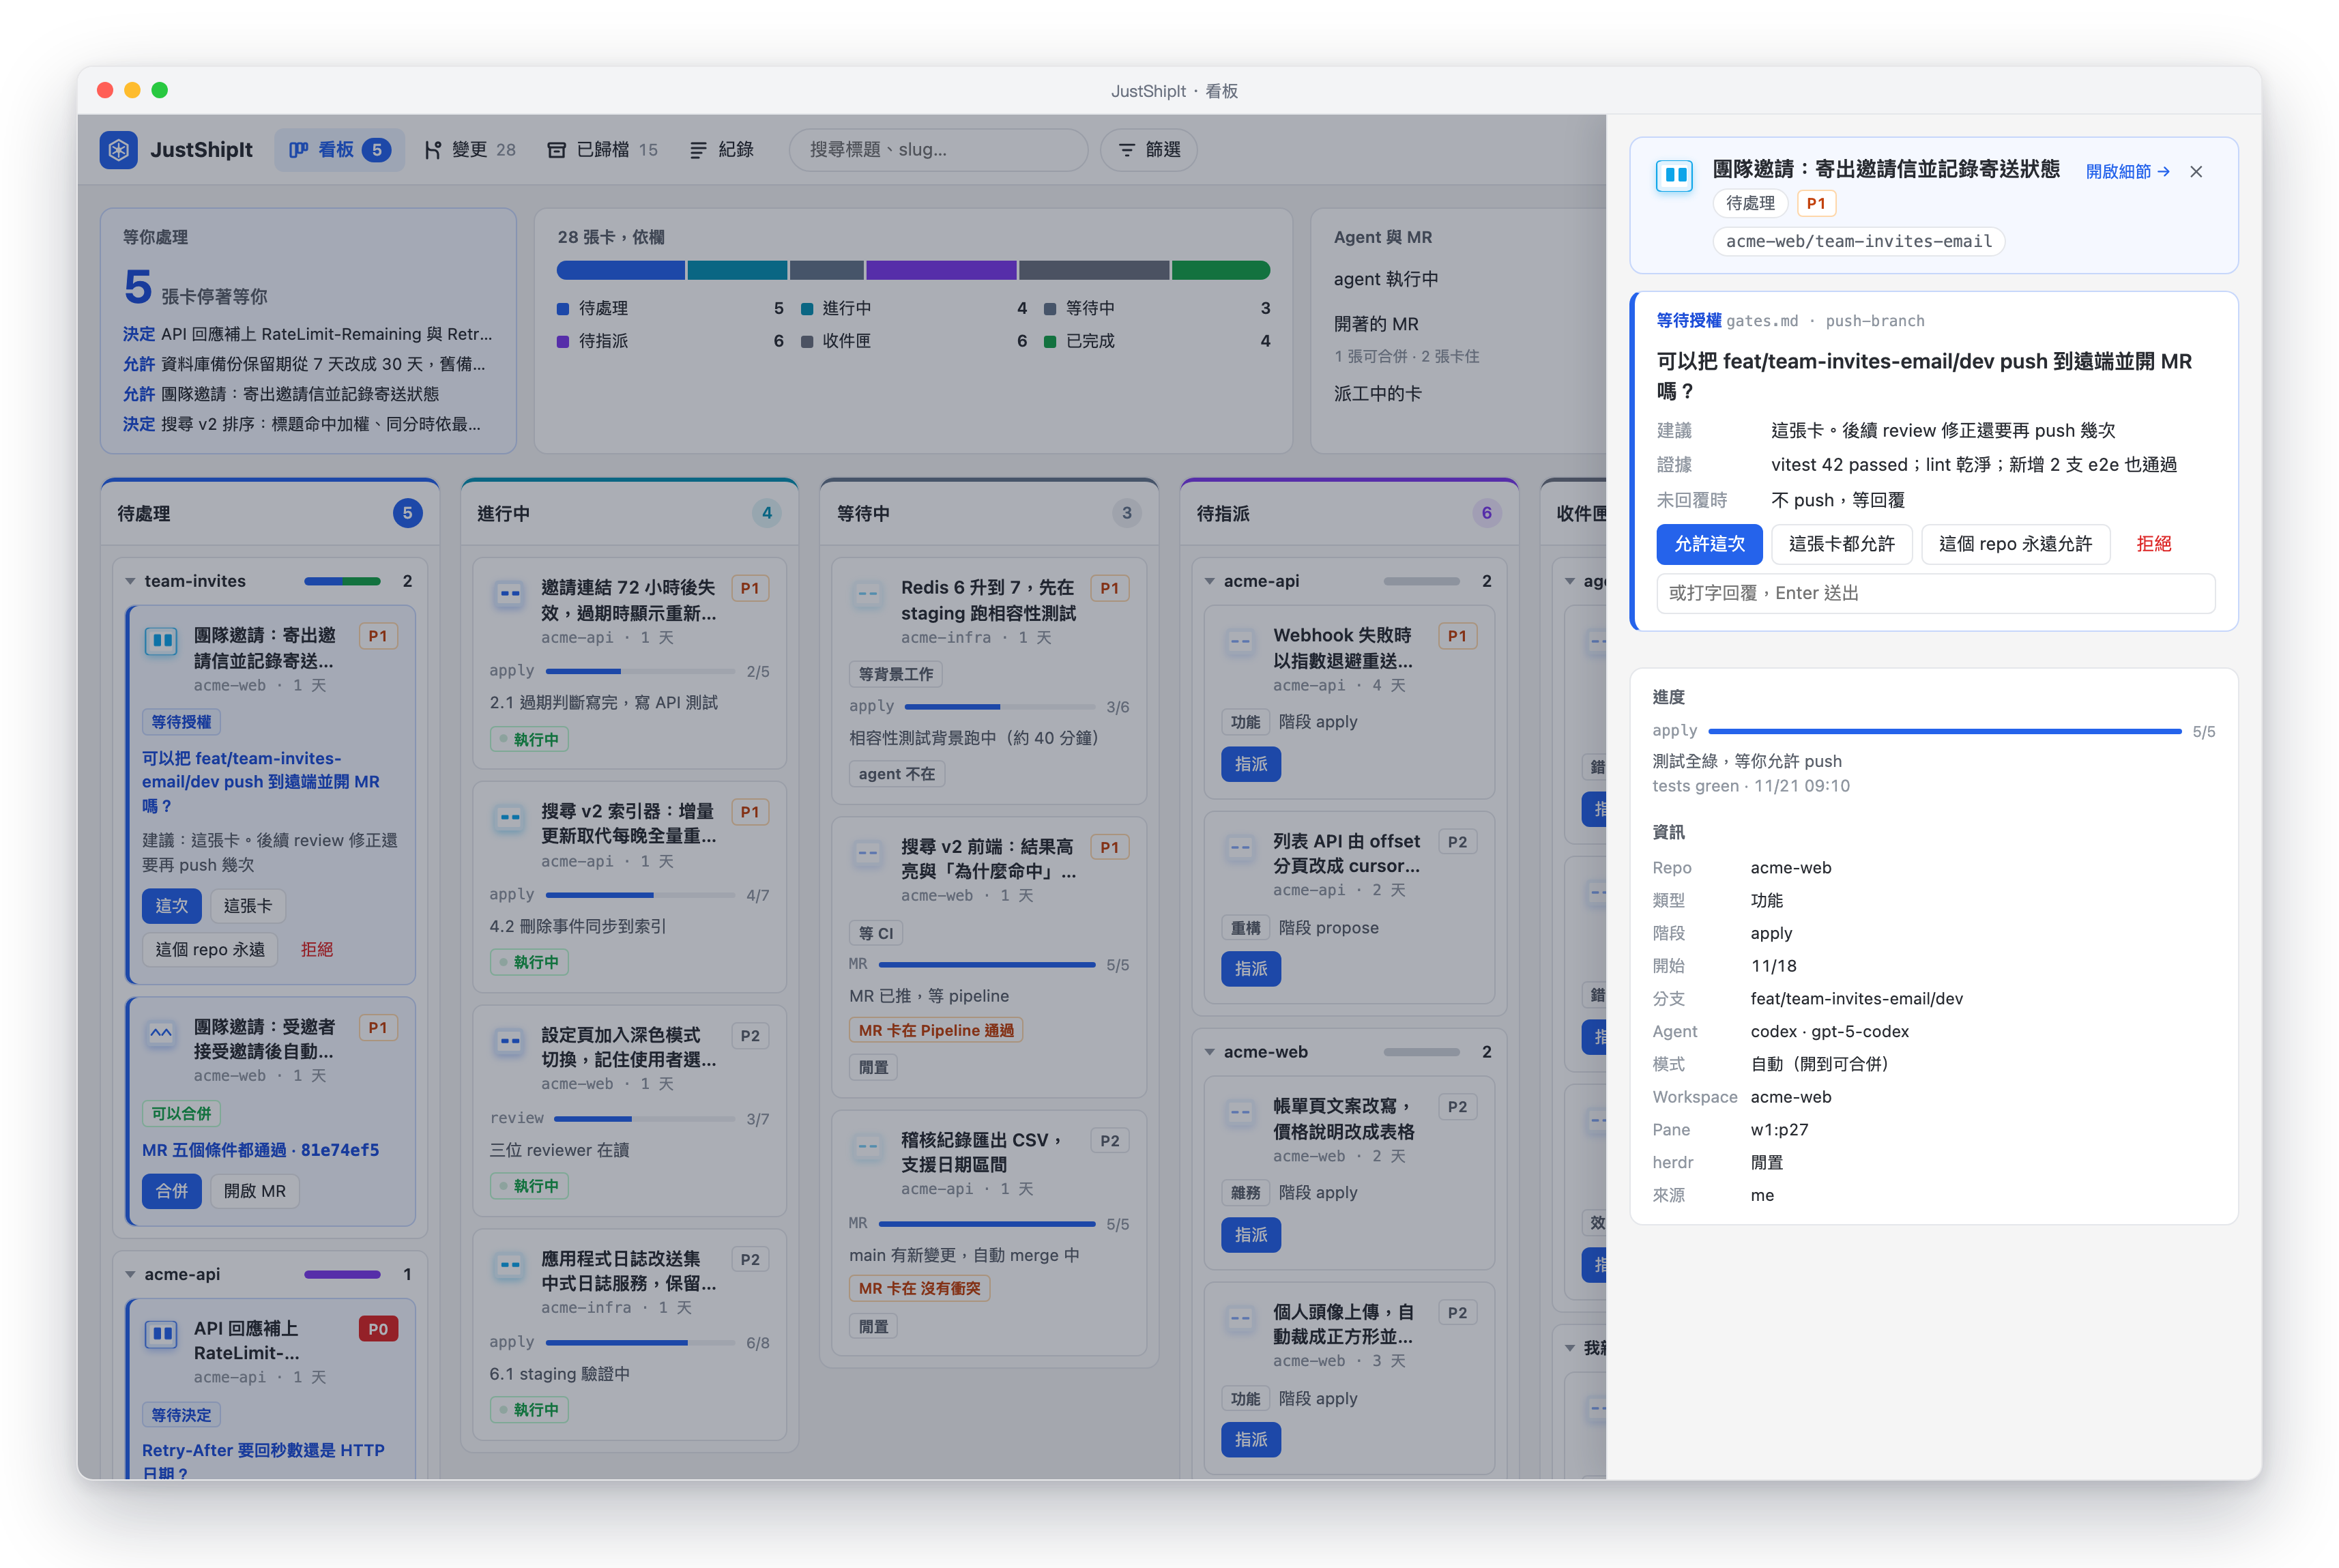 JustShipIt · 看板
JustShipIt
看板 5
變更 28
已歸檔 15
紀錄
搜尋標題、slug...
篩選
等你處理
5 張卡停著等你
決定 API 回應補上 RateLimit-Remaining 與 Retr...
允許 資料庫備份保留期從 7 天改成 30 天，舊備...
允許 團隊邀請：寄出邀請信並記錄寄送狀態
決定 搜尋 v2 排序：標題命中加權、同分時依最...
28 張卡，依欄
待處理 5 進行中 4 等待中 3
待指派 6 收件匣 6 已完成 4
Agent 與 MR
agent 執行中
開著的 MR
1 張可合併 · 2 張卡住
派工中的卡
待處理 5
team-invites 2
團隊邀請：寄出邀
請信並記錄寄送...
P1
acme-web · 1 天
等待授權
可以把 feat/team-invites-
email/dev push 到遠端並開 MR
嗎？
建議：這張卡。後續 review 修正還
要再 push 幾次
這次 這張卡
這個 repo 永遠 拒絕
團隊邀請：受邀者
接受邀請後自動...
P1
acme-web · 1 天
可以合併
MR 五個條件都通過 · 81e74ef5
合併 開啟 MR
acme-api 1
API 回應補上
RateLimit-...
P0
acme-api · 1 天
等待決定
Retry-After 要回秒數還是 HTTP
日期？
進行中 4
邀請連結 72 小時後失
效，過期時顯示重新...
P1
acme-api · 1 天
apply 2/5
2.1 過期判斷寫完，寫 API 測試
執行中
搜尋 v2 索引器：增量
更新取代每晚全量重...
P1
acme-api · 1 天
apply 4/7
4.2 刪除事件同步到索引
執行中
設定頁加入深色模式
切換，記住使用者選...
P2
acme-web · 1 天
review 3/7
三位 reviewer 在讀
執行中
應用程式日誌改送集
中式日誌服務，保留...
P2
acme-infra · 1 天
apply 6/8
6.1 staging 驗證中
執行中
等待中 3
Redis 6 升到 7，先在
staging 跑相容性測試
P1
acme-infra · 1 天
等背景工作
apply 3/6
相容性測試背景跑中（約 40 分鐘）
agent 不在
搜尋 v2 前端：結果高
亮與「為什麼命中」...
P1
acme-web · 1 天
等 CI
MR 5/5
MR 已推，等 pipeline
MR 卡在 Pipeline 通過
閒置
稽核紀錄匯出 CSV，
支援日期區間
P2
acme-api · 1 天
MR 5/5
main 有新變更，自動 merge 中
MR 卡在 沒有衝突
閒置
待指派 6
acme-api 2
Webhook 失敗時
以指數退避重送...
P1
acme-api · 4 天
功能 階段 apply
指派
列表 API 由 offset
分頁改成 cursor...
P2
acme-api · 2 天
重構 階段 propose
指派
acme-web 2
帳單頁文案改寫，
價格說明改成表格
P2
acme-web · 2 天
雜務 階段 apply
指派
個人頭像上傳，自
動裁成正方形並...
P2
acme-web · 3 天
功能 階段 apply
指派
收件匣
團隊邀請：寄出邀請信並記錄寄送狀態
開啟細節 →
待處理 P1
acme-web/team-invites-email
等待授權 gates.md · push-branch
可以把 feat/team-invites-email/dev push 到遠端並開 MR
嗎？
建議 這張卡。後續 review 修正還要再 push 幾次
證據 vitest 42 passed；lint 乾淨；新增 2 支 e2e 也通過
未回覆時 不 push，等回覆
允許這次 這張卡都允許 這個 repo 永遠允許 拒絕
或打字回覆，Enter 送出
進度
apply 5/5
測試全綠，等你允許 push
tests green · 11/21 09:10
資訊
Repo acme-web
類型 功能
階段 apply
開始 11/18
分支 feat/team-invites-email/dev
Agent codex · gpt-5-codex
模式 自動（開到可合併）
Workspace acme-web
Pane w1:p27
herdr 閒置
來源 me